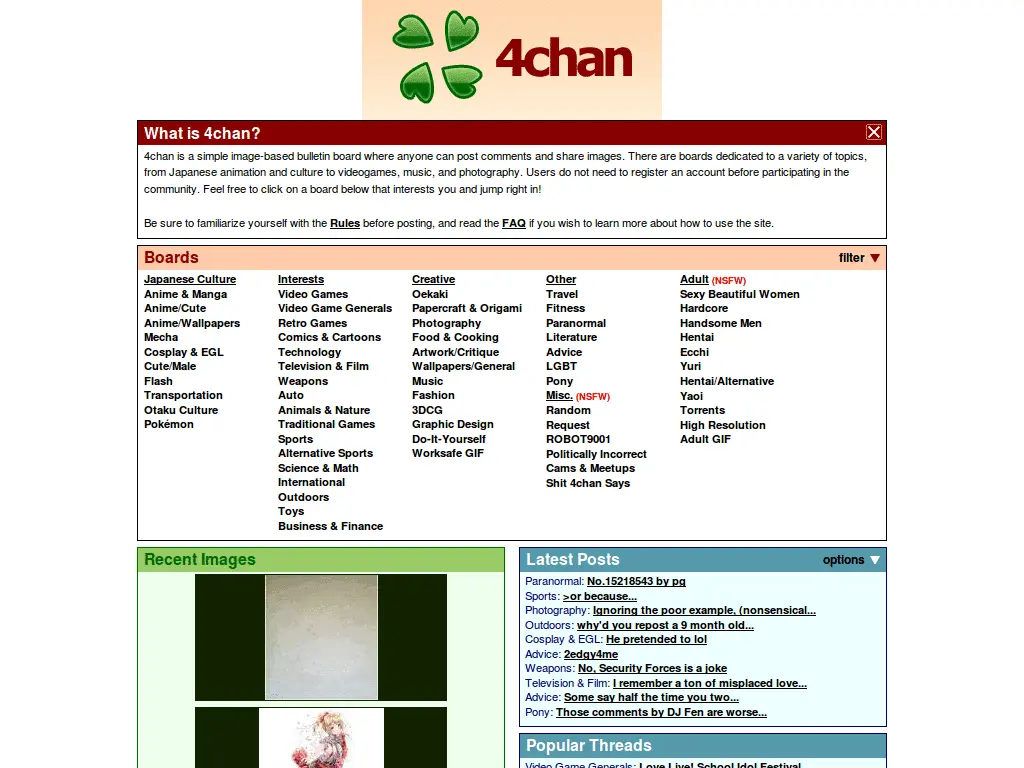 4chan
What is 4chan?
4chan is a simple image-based bulletin board where anyone can post comments and share images. There are boards dedicated to a variety of topics,
from Japanese animation and culture to videogames, music, and photography. Users do not need to register an account before participating in the
community. Feel free to click on a board below that interests you and jump right in!
Be sure to familiarize yourself with the Rules before posting, and read the FAQ if you wish to learn more about how to use the site.
Boards
filter
Japanese Culture
Anime & Manga
Anime/Cute
Anime/Wallpapers
Mecha
Cosplay & EGL
Cute/Male
Flash
Transportation
Otaku Culture
Pokémon
Interests
Video Games
Video Game Generals
Retro Games
Comics & Cartoons
Technology
Television & Film
Weapons
Auto
Animals & Nature
Traditional Games
Sports
Alternative Sports
Science & Math
International
Outdoors
Toys
Business & Finance
Creative
Oekaki
Papercraft & Origami
Photography
Food & Cooking
Artwork/Critique
Wallpapers/General
Music
Fashion
3DCG
Graphic Design
Do-It-Yourself
Worksafe GIF
Other
Travel
Fitness
Paranormal
Literature
Advice
LGBT
Pony
Misc. (NSFW)
Random
Request
ROBOT9001
Politically Incorrect
Cams & Meetups
Shit 4chan Says
Adult (NSFW)
Sexy Beautiful Women
Hardcore
Handsome Men
Hentai
Ecchi
Yuri
Hentai/Alternative
Yaoi
Torrents
High Resolution
Adult GIF
Recent Images
Latest Posts
options
Paranormal: No.15218543 by pg
Sports: >or because...
Photography: Ignoring the poor example, (nonsensical...
Outdoors: why'd you repost a 9 month old...
Cosplay & EGL: He pretended to lol
Advice: 2edgy4me
Weapons: No, Security Forces is a joke
Television & Film: I remember a ton of misplaced love...
Advice: Some say half the time you two...
Pony: Those comments by DJ Fen are worse...
Popular Threads
Video Game Generals: Love Live! School Idol Festival